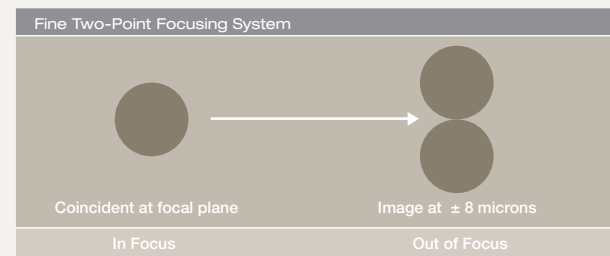 Fine Two-Point Focusing System
Coincident at focal plane
Image at ± 8 microns
In Focus
Out of Focus